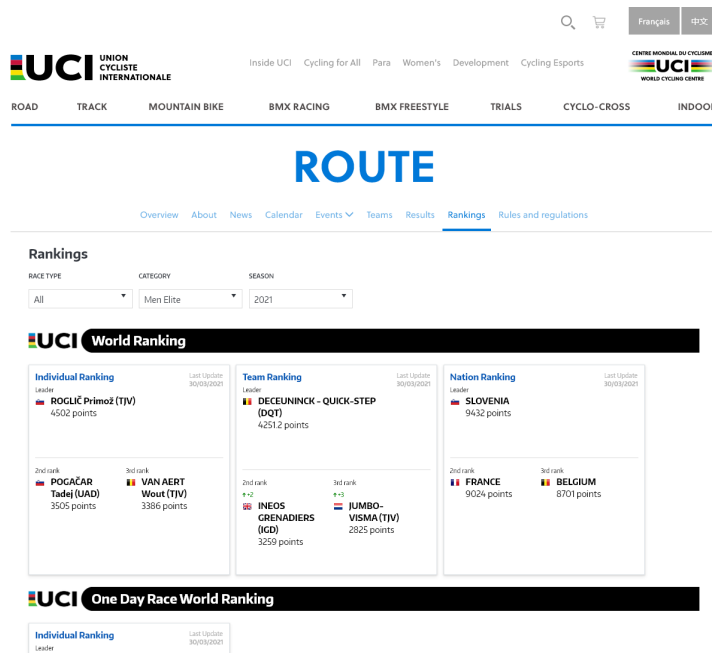 Français 中文
UCI UNION
CYCLISTE
INTERNATIONALE
Inside UCI Cycling for All Para Women's Development Cycling Esports
CENTRE MONDIAL DU CYCLISME
UCI
WORLD CYCLING CENTRE
ROAD TRACK MOUNTAIN BIKE BMX RACING BMX FREESTYLE TRIALS CYCLO-CROSS INDOO
ROUTE
Overview About News Calendar Events Teams Results Rankings Rules and regulations
Rankings
RACE TYPE CATEGORY SEASON
All Men Elite 2021
UCI World Ranking
Individual Ranking Last Update
Leader 30/03/2021
ROGLIČ Primož (TJV)
4502 points
2nd rank 3rd rank
POGAČAR VAN AERT
Tadej (UAD) Wout (TJV)
3505 points 3386 points
Team Ranking Last Update
Leader 30/03/2021
DECEUNINCK - QUICK-STEP
(DQT)
4251.2 points
2nd rank 3rd rank
+2 +3
INEOS JUMBO-
GRENADIERS VISMA (TJV)
(IGD) 2825 points
3259 points
Nation Ranking Last Update
Leader 30/03/2021
SLOVENIA
9432 points
2nd rank 3rd rank
FRANCE BELGIUM
9024 points 8701 points
UCI One Day Race World Ranking
Individual Ranking Last Update
Leader 30/03/2021